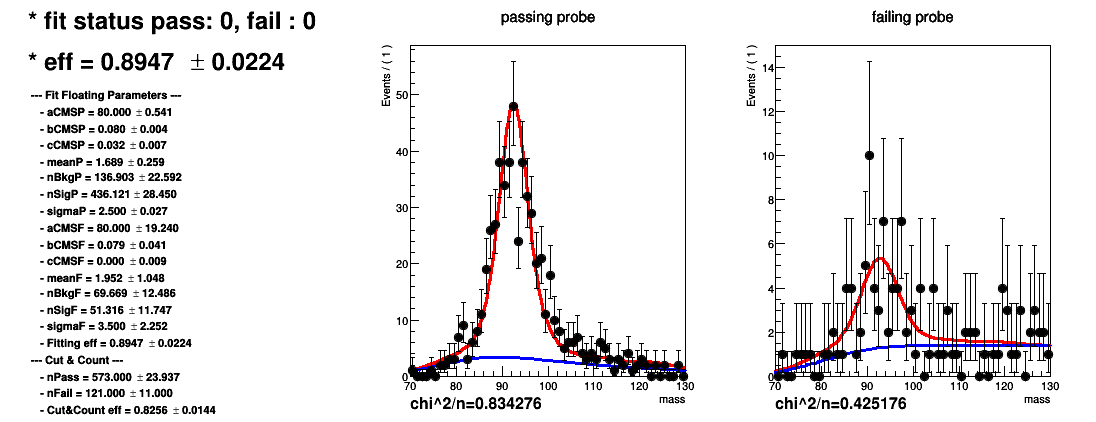 * fit status pass: 0, fail : 0
* eff = 0.8947 ± 0.0224
--- Fit Floating Parameters ---
- aCMSP = 80.000 ± 0.541
- bCMSP = 0.080 ± 0.004
- cCMSP = 0.032 ± 0.007
- meanP = 1.689 ± 0.259
- nBkgP = 136.903 ± 22.592
- nSigP = 436.121 ± 28.450
- sigmaP = 2.500 ± 0.027
- aCMSF = 80.000 ± 19.240
- bCMSF = 0.079 ± 0.041
- cCMSF = 0.000 ± 0.009
- meanF = 1.952 ± 1.048
- nBkgF = 69.669 ± 12.486
- nSigF = 51.316 ± 11.747
- sigmaF = 3.500 ± 2.252
- Fitting eff = 0.8947 ± 0.0224
--- Cut & Count ---
- nPass = 573.000 ± 23.937
- nFail = 121.000 ± 11.000
- Cut&Count eff = 0.8256 ± 0.0144
passing probe
Events / ( 1 )
50
40
30
20
10
0
70 80 90 100 110 120 130
mass
chi^2/n=0.834276
failing probe
Events / ( 1 )
14
12
10
8
6
4
2
0
70 80 90 100 110 120 130
mass
chi^2/n=0.425176